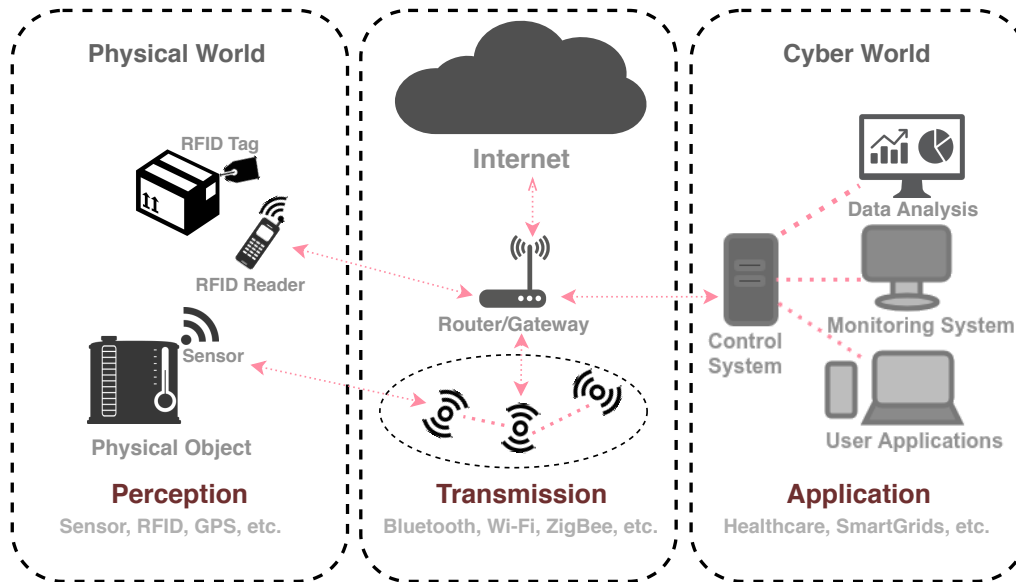 Physical World
RFID Tag
RFID Reader
Sensor
Physical Object
Perception
Sensor, RFID, GPS, etc.
Internet
Router/Gateway
Transmission
Bluetooth, Wi-Fi, ZigBee, etc.
Cyber World
Data Analysis
Monitoring System
Control
System
User Applications
Application
Healthcare, SmartGrids, etc.